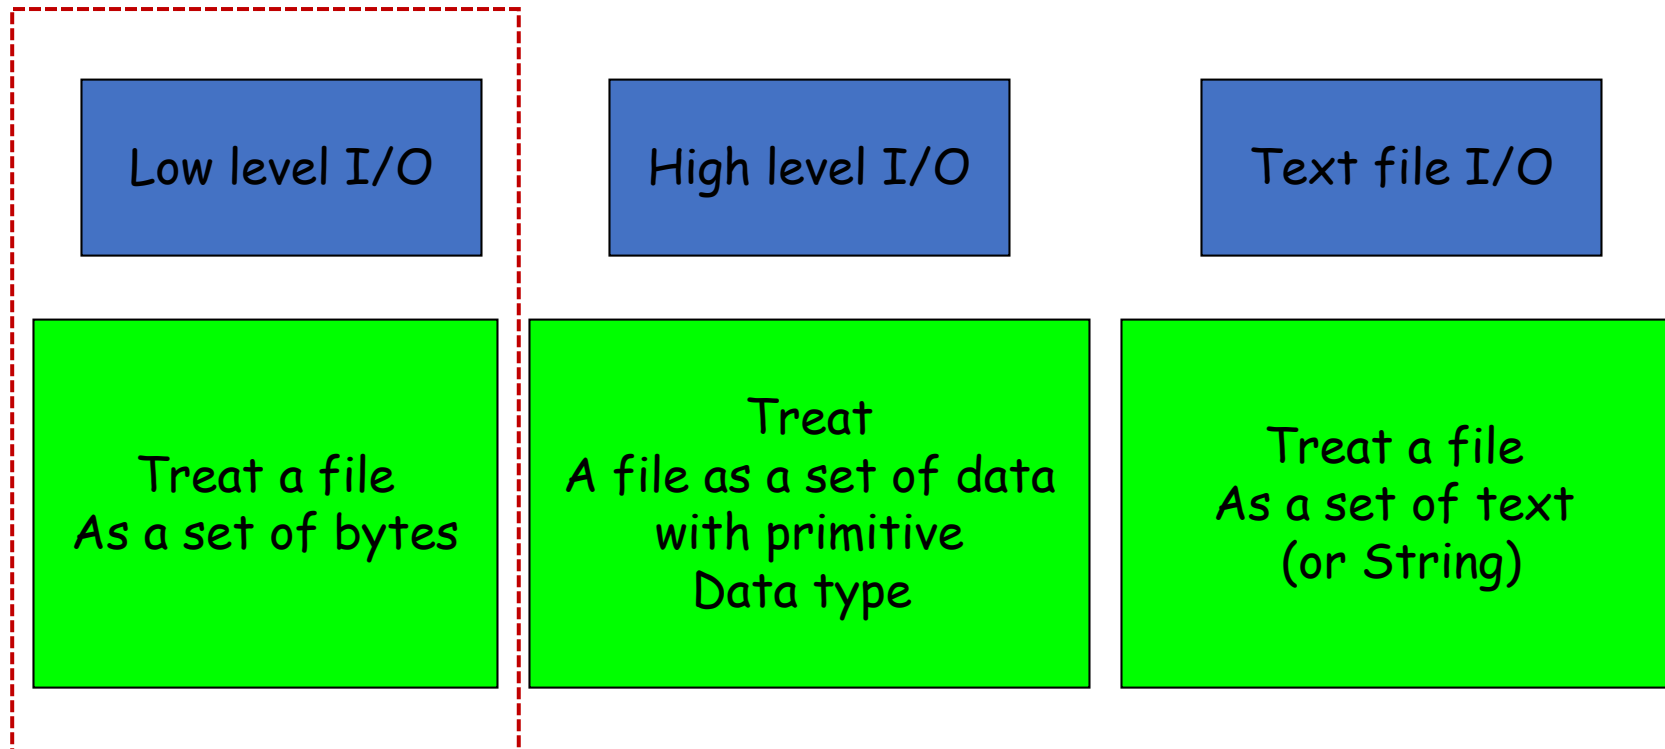 Low level I/O
High level I/O
Text file I/O
Treat a file
As a set of bytes
Treat
A file as a set of data
with primitive
Data type
Treat a file
As a set of text
(or String)